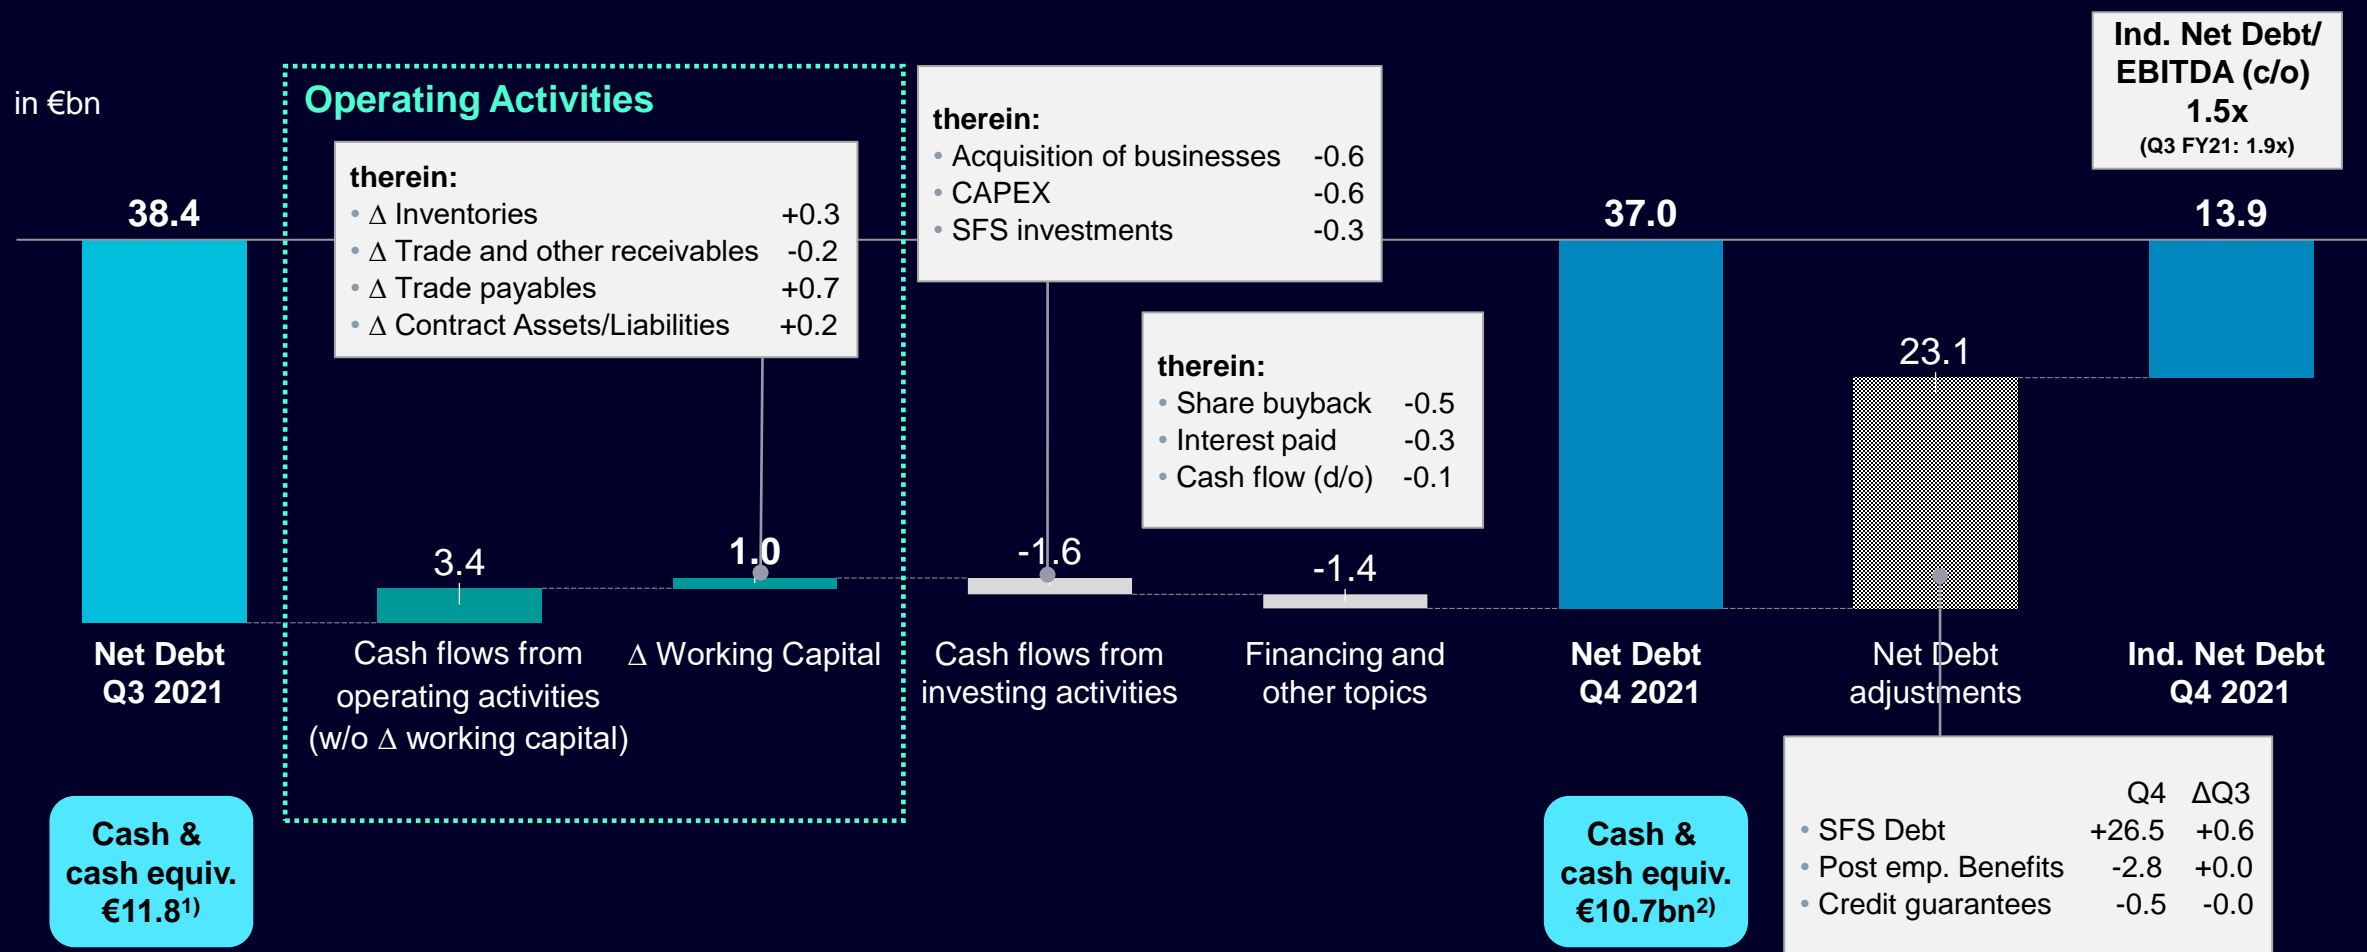 in €bn
Operating Activities
therein:
• Δ Inventories +0.3
• Δ Trade and other receivables -0.2
• Δ Trade payables +0.7
• Δ Contract Assets/Liabilities +0.2
therein:
• Acquisition of businesses -0.6
• CAPEX -0.6
• SFS investments -0.3
therein:
• Share buyback -0.5
• Interest paid -0.3
• Cash flow (d/o) -0.1
Ind. Net Debt/
EBITDA (c/o)
1.5x
(Q3 FY21: 1.9x)
38.4
3.4
1.0
-1.6
-1.4
37.0
23.1
13.9
Net Debt
Q3 2021
Cash flows from
operating activities
(w/o Δ working capital)
Δ Working Capital
Cash flows from
investing activities
Financing and
other topics
Net Debt
Q4 2021
Net Debt
adjustments
Ind. Net Debt
Q4 2021
Cash &
cash equiv.
€11.8¹⁾
Cash &
cash equiv.
€10.7bn²⁾
Q4 ΔQ3
• SFS Debt +26.5 +0.6
• Post emp. Benefits -2.8 +0.0
• Credit guarantees -0.5 -0.0